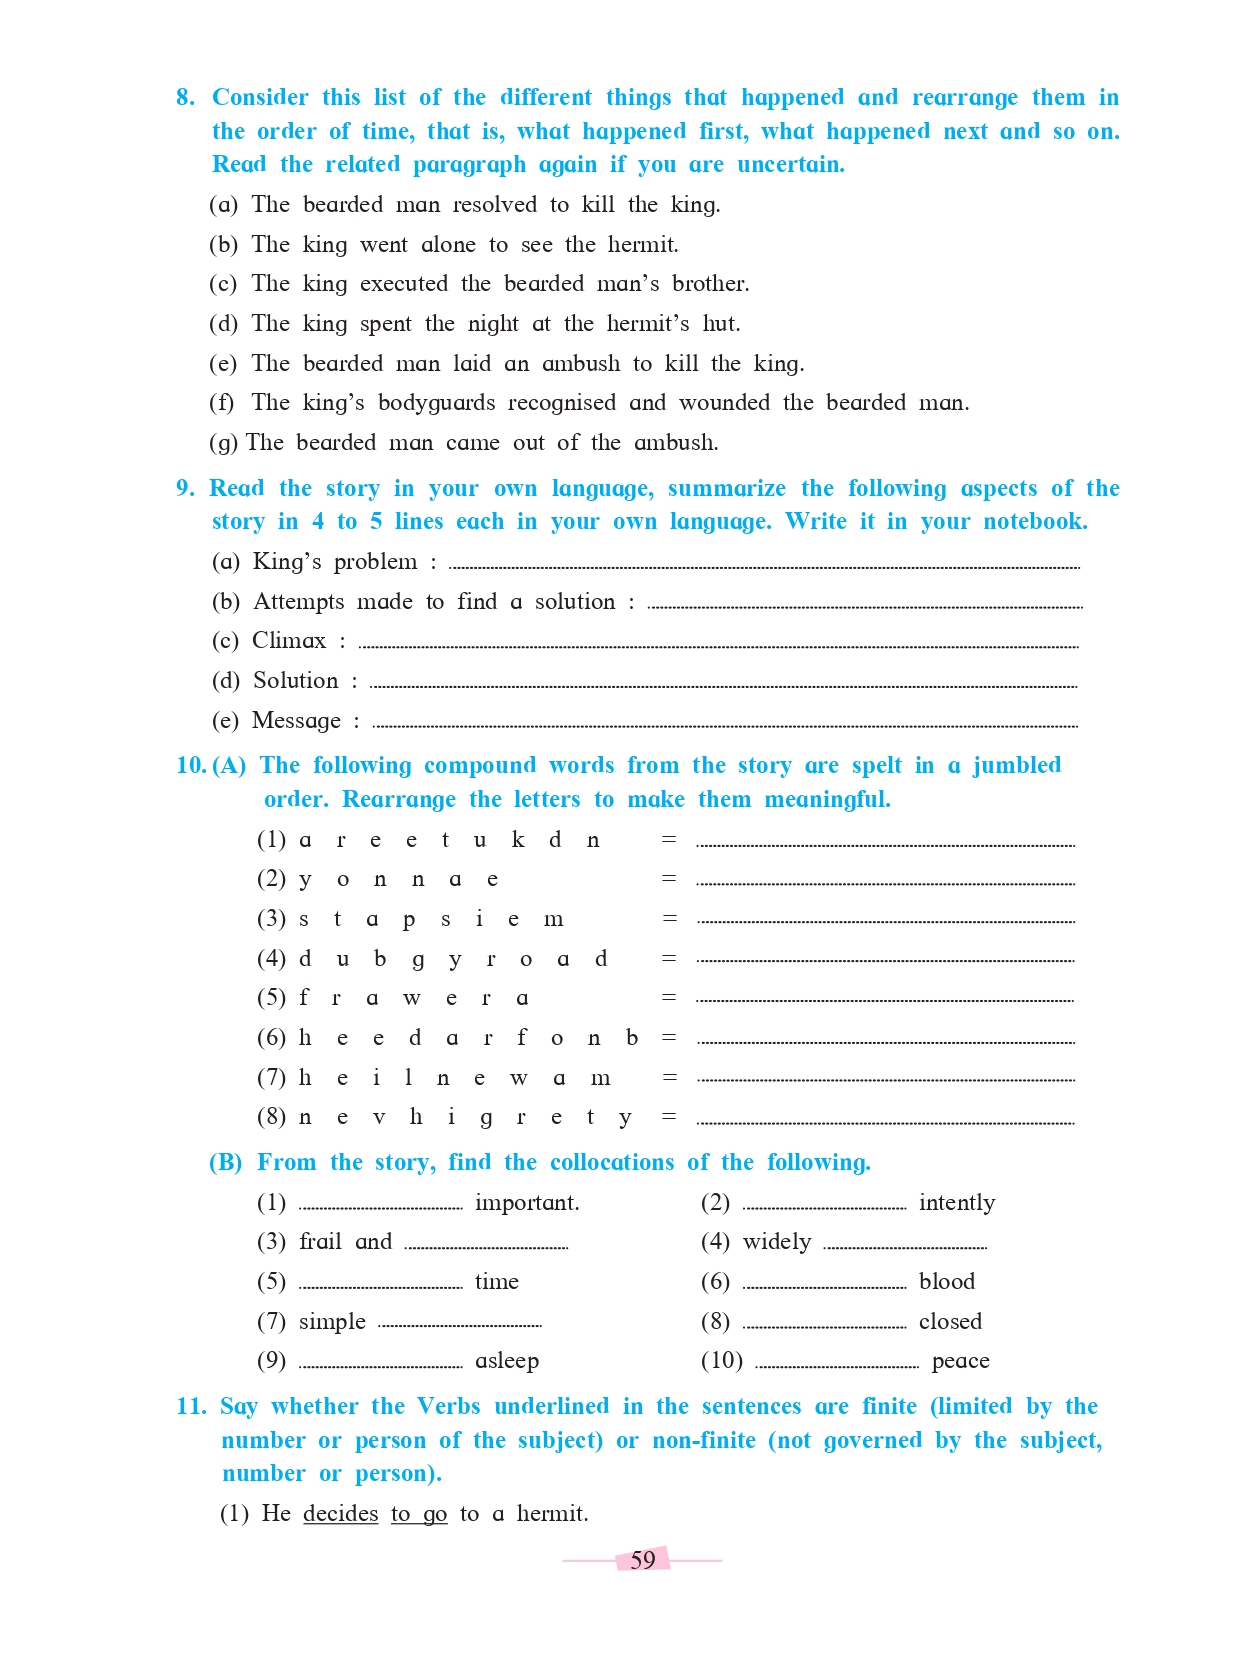 8. Consider this list of the different things that happened and rearrange them in
the order of time, that is, what happened first, what happened next and so on.
Read the related paragraph again if you are uncertain.
(a) The bearded man resolved to kill the king.
(b) The king went alone to see the hermit.
(c) The king executed the bearded man's brother.
(d) The king spent the night at the hermit's hut.
(e) The bearded man laid an ambush to kill the king.
(f) The king's bodyguards recognised and wounded the bearded man.
(g) The bearded man came out of the ambush.
9. Read the story in your own language, summarize the following aspects of the
story in 4 to 5 lines each in your own language. Write it in your notebook.
(a) King's problem :
(b) Attempts made to find a solution :
(c) Climax :
(d) Solution :
(e) Message :
10. (A) The following compound words from the story are spelt in a jumbled
order. Rearrange the letters to make them meaningful.
(1) a r e e t u k d n =
(2) y o n n a e =
(3) s t a p s i e m =
(4) d u b g y r o a d =
(5) f r a w e r a =
(6) h e e d a r f o n b =
(7) h e i l n e w a m =
(8) n e v h i g r e t y =
(B) From the story, find the collocations of the following.
(1) important. (2) intently
(3) frail and (4) widely
(5) time (6) blood
(7) simple (8) closed
(9) asleep (10) peace
11. Say whether the Verbs underlined in the sentences are finite (limited by the
number or person of the subject) or non-finite (not governed by the subject,
number or person).
(1) He decides to go to a hermit.
59